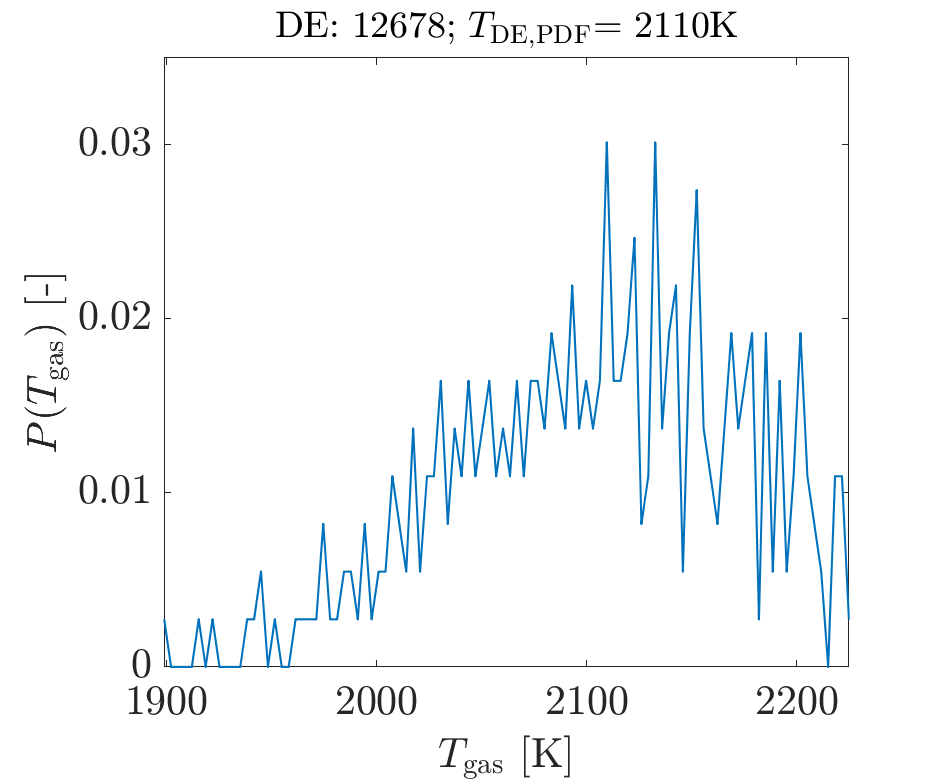 DE: 12678; T_DE,PDF= 2110K
0.03
0.02
0.01
0
P(T_gas) [-]
1900 2000 2100 2200
T_gas [K]